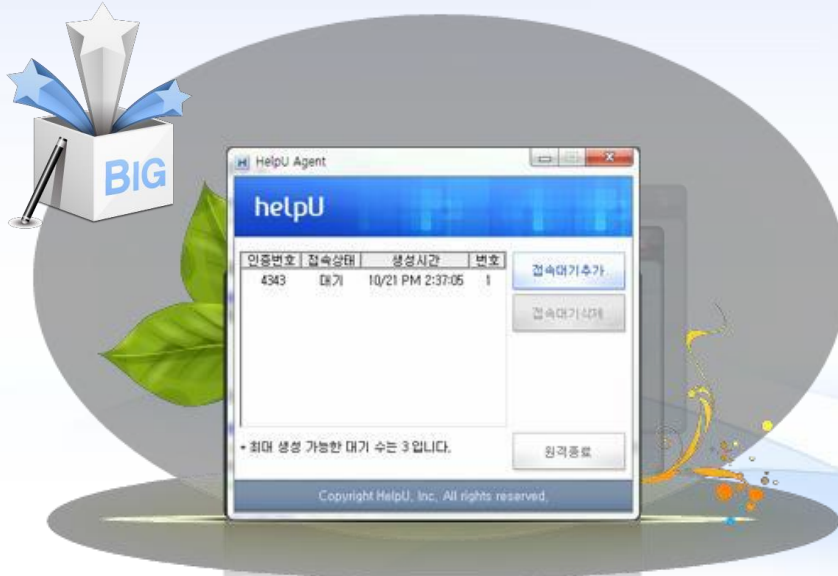 BIG
HelpU Agent
helpU
인증번호 접속상태 생성시간 번호
4343 대기 10/21 PM 2:37:05 1
접속대기추가
접속대기삭제
* 최대 생성 가능한 대기 수는 3 입니다.
원격종료
Copyright HelpU, Inc, All rights reserved,